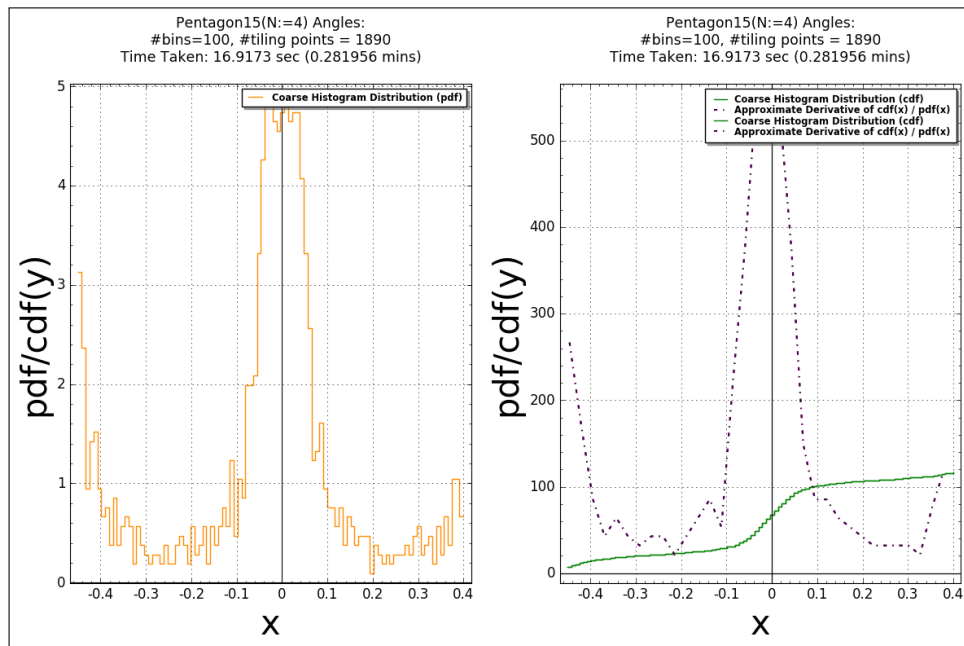 Pentagon15(N:=4) Angles:
#bins=100, #tiling points = 1890
Time Taken: 16.9173 sec (0.281956 mins)
Coarse Histogram Distribution (pdf)
5
4
3
2
1
0
pdf/cdf(y)
-0.4 -0.3 -0.2 -0.1 0 0.1 0.2 0.3 0.4
x
Pentagon15(N:=4) Angles:
#bins=100, #tiling points = 1890
Time Taken: 16.9173 sec (0.281956 mins)
Coarse Histogram Distribution (cdf)
Approximate Derivative of cdf(x) / pdf(x)
Coarse Histogram Distribution (cdf)
Approximate Derivative of cdf(x) / pdf(x)
500
400
300
200
100
0
pdf/cdf(y)
-0.4 -0.3 -0.2 -0.1 0 0.1 0.2 0.3 0.4
x